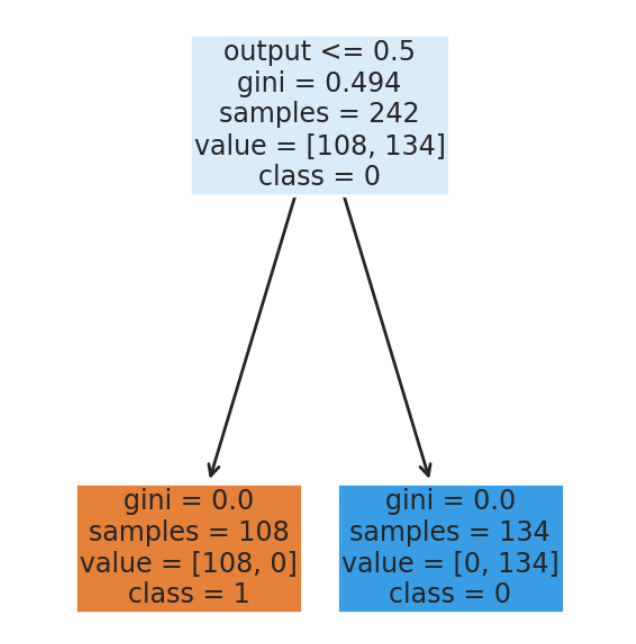 output <= 0.5
gini = 0.494
samples = 242
value = [108, 134]
class = 0
gini = 0.0
samples = 108
value = [108, 0]
class = 1
gini = 0.0
samples = 134
value = [0, 134]
class = 0